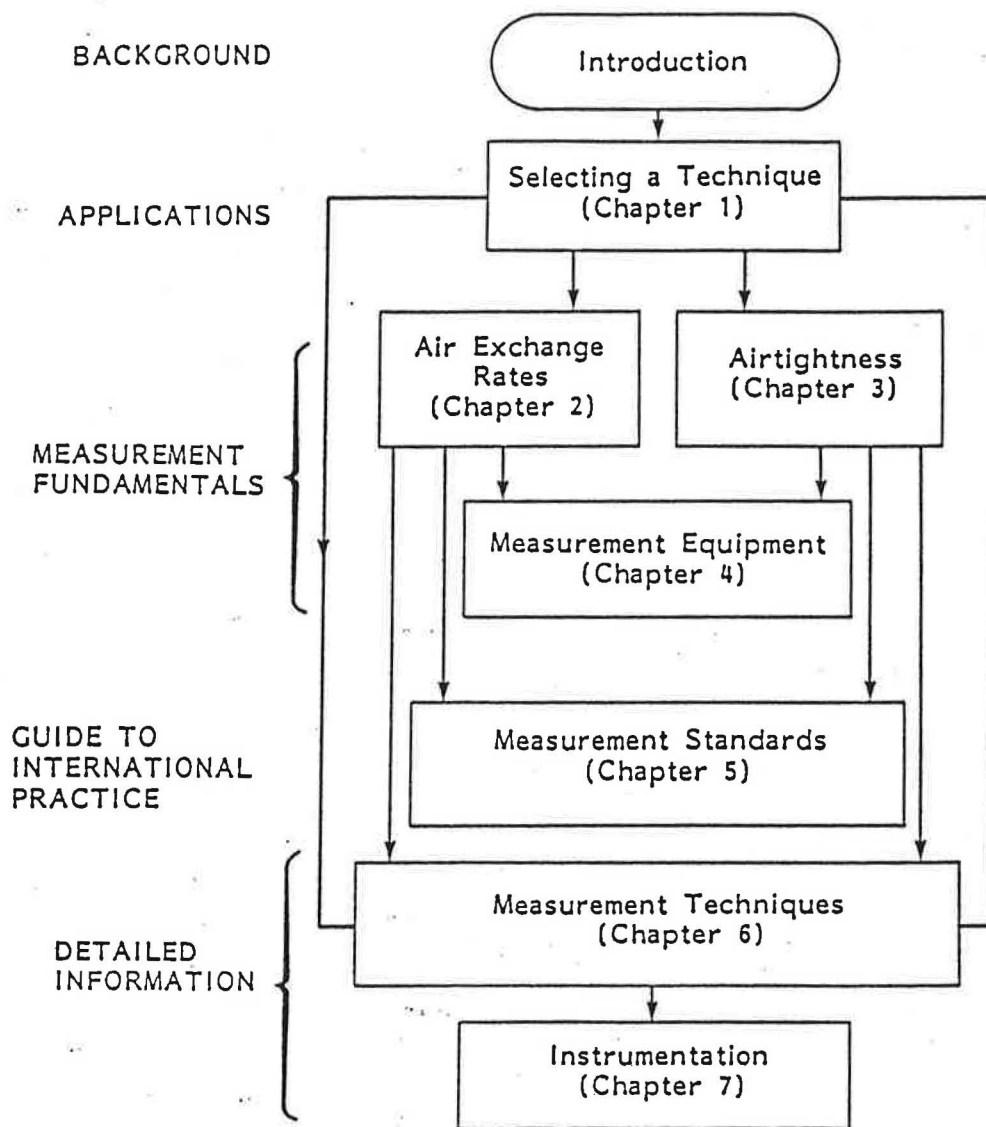 BACKGROUND
Introduction
Selecting a Technique
(Chapter 1)
APPLICATIONS
Air Exchange
Rates
(Chapter 2)
Airtightness
(Chapter 3)
MEASUREMENT
FUNDAMENTALS
Measurement Equipment
(Chapter 4)
GUIDE TO
INTERNATIONAL
PRACTICE
Measurement Standards
(Chapter 5)
Measurement Techniques
(Chapter 6)
DETAILED
INFORMATION
Instrumentation
(Chapter 7)